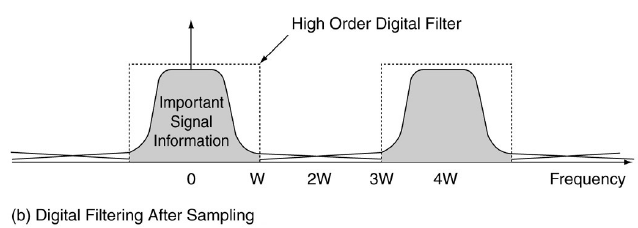 High Order Digital Filter
Important
Signal
Information
0 W 2W 3W 4W Frequency
(b) Digital Filtering After Sampling